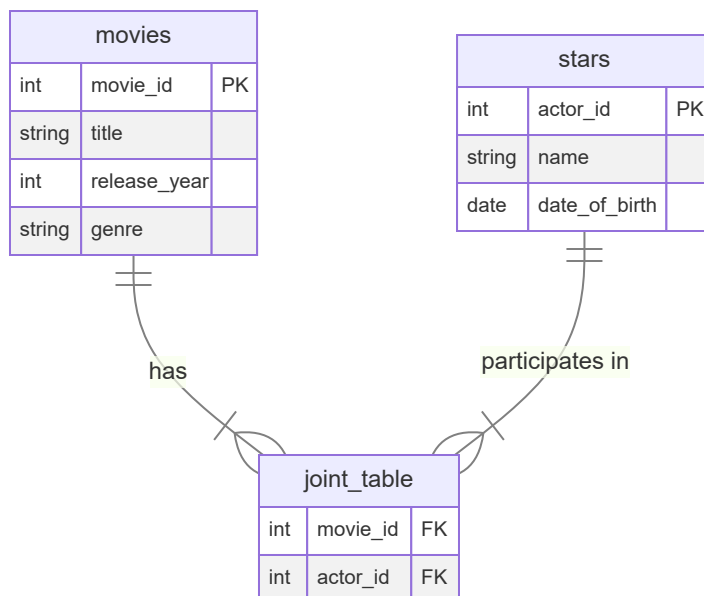 movies
int movie_id PK
string title
int release_year
string genre
stars
int actor_id PK
string name
date date_of_birth
has
participates in
joint_table
int movie_id FK
int actor_id FK